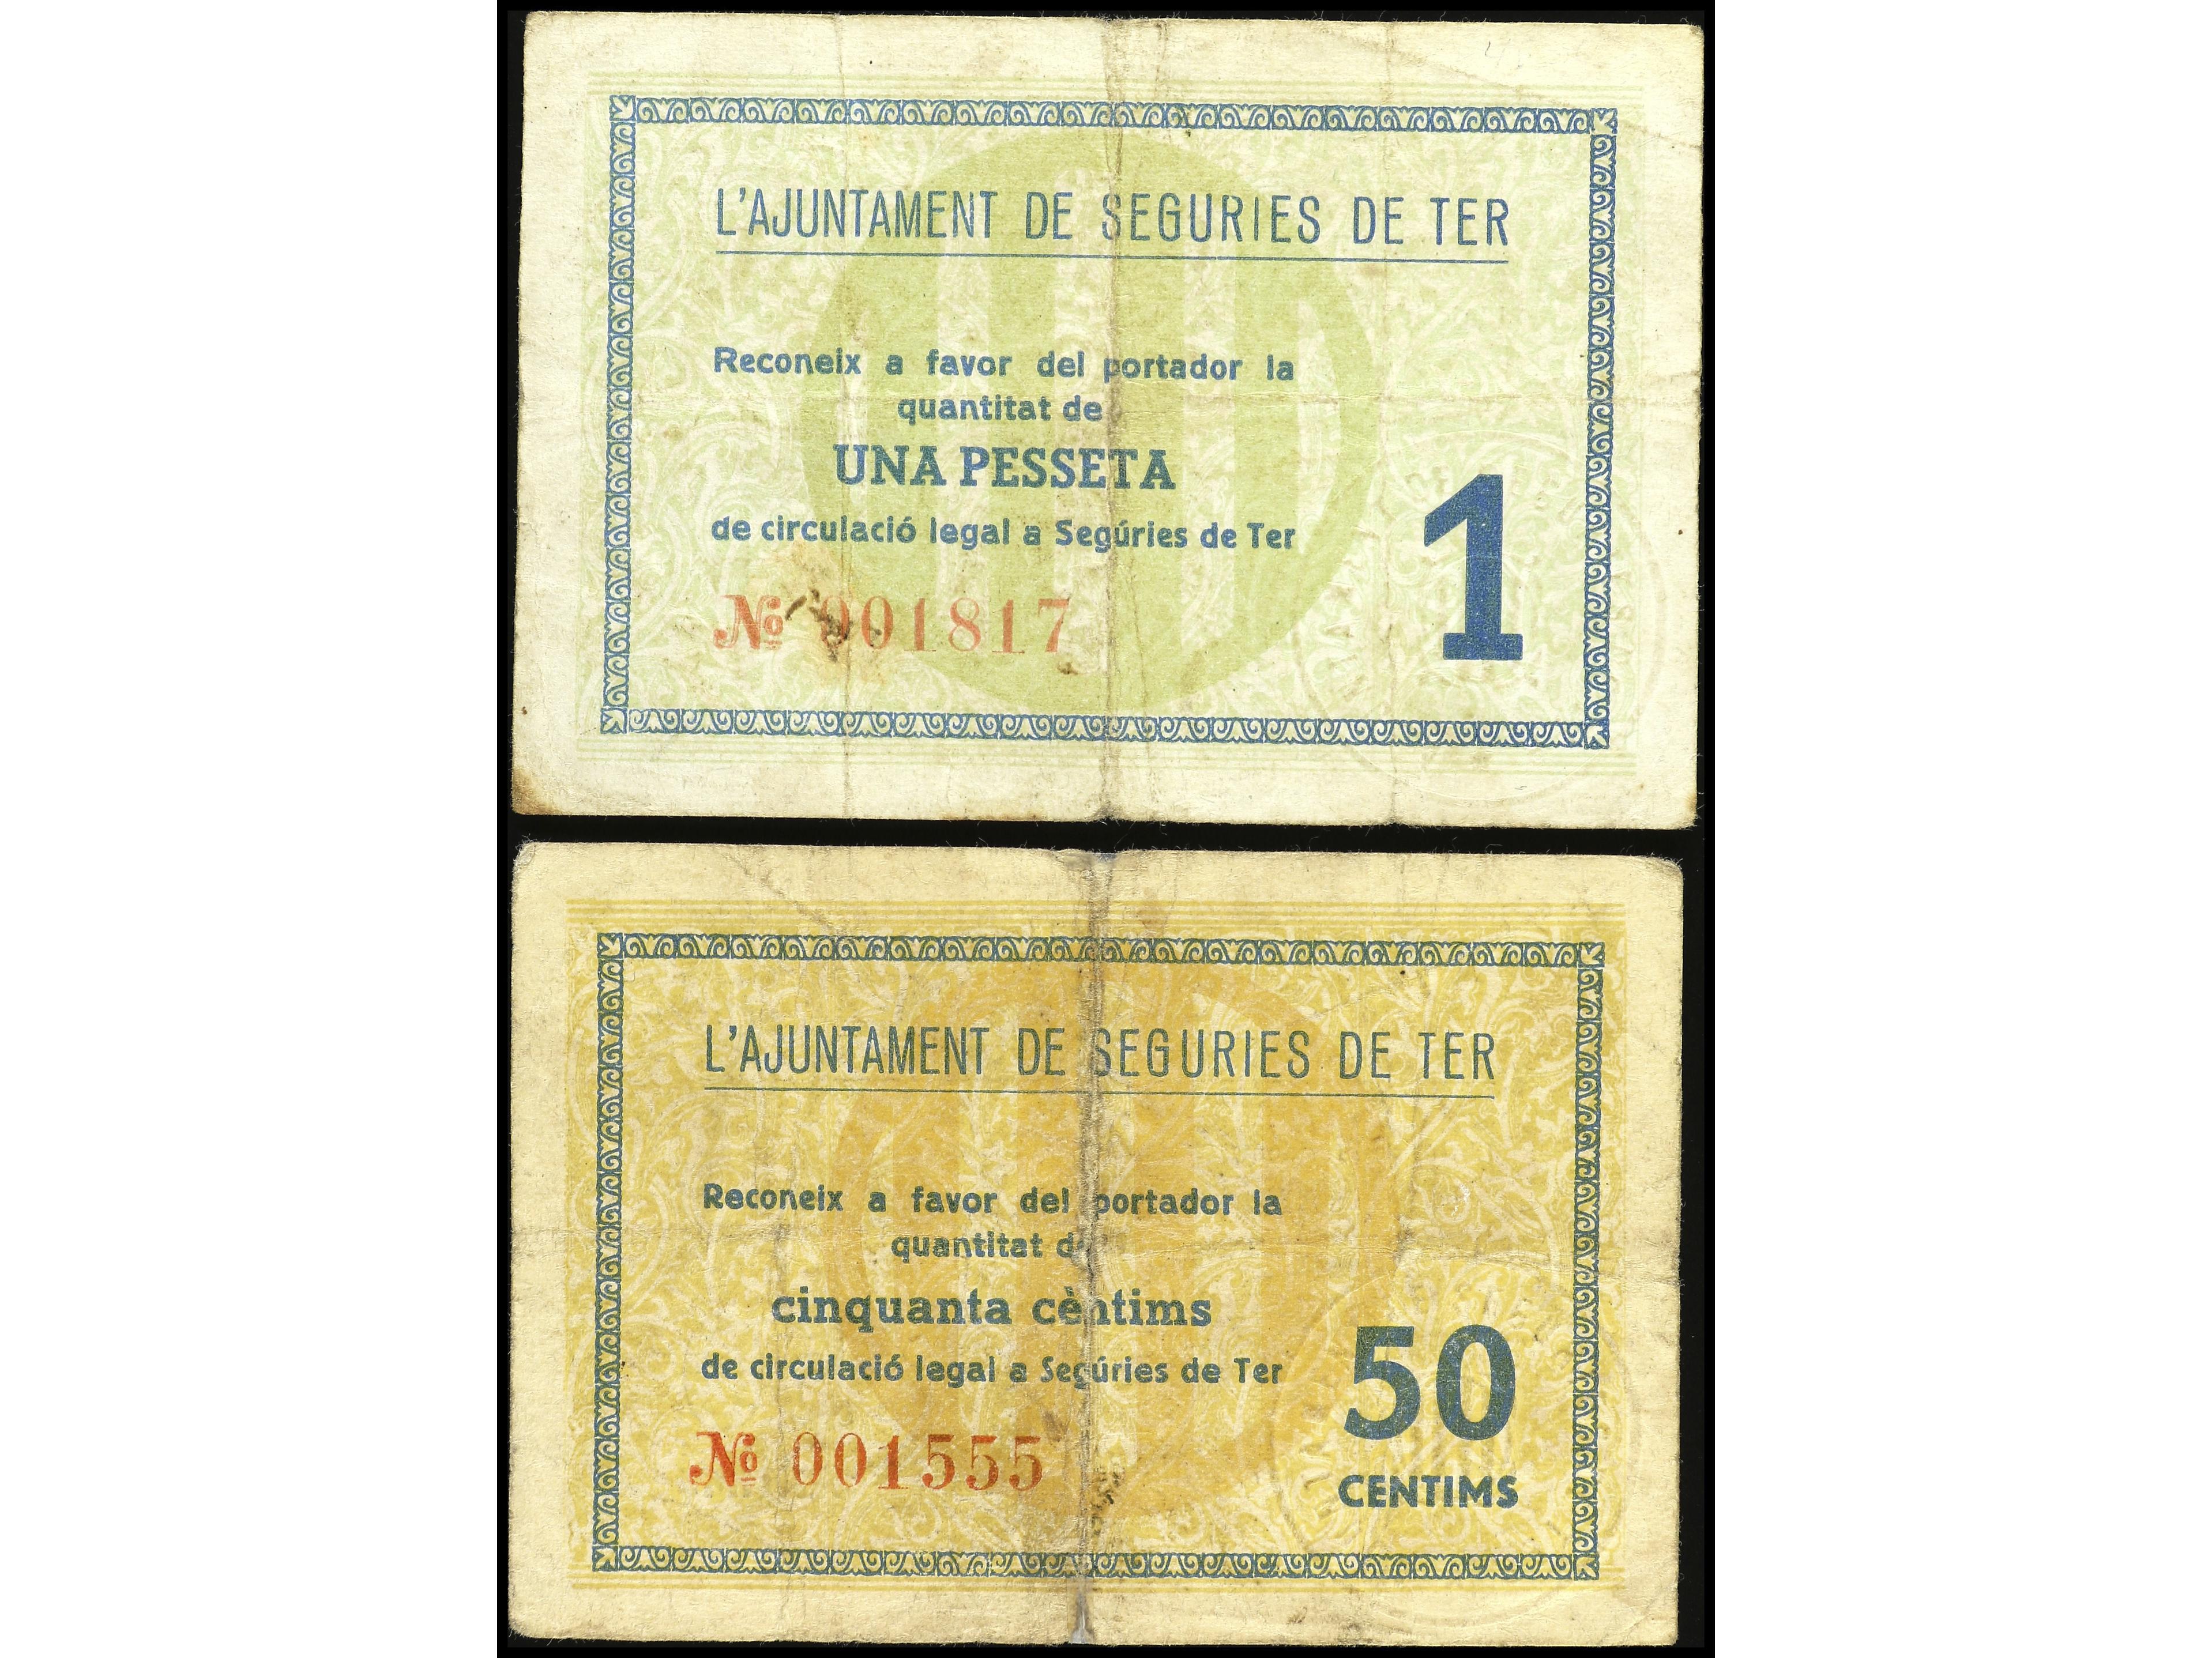 L'AJUNTAMENT DE SEGURIES DE TER
Reconeix a favor del portador la
quantitat de
UNA PESSETA
de circulació legal a Segúries de Ter
1
Nº 001817
L'AJUNTAMENT DE SEGURIES DE TER
Reconeix a favor del portador la
quantitat de
cinquanta cèntims
de circulació legal a Segúries de Ter
50
CENTIMS
Nº 001555